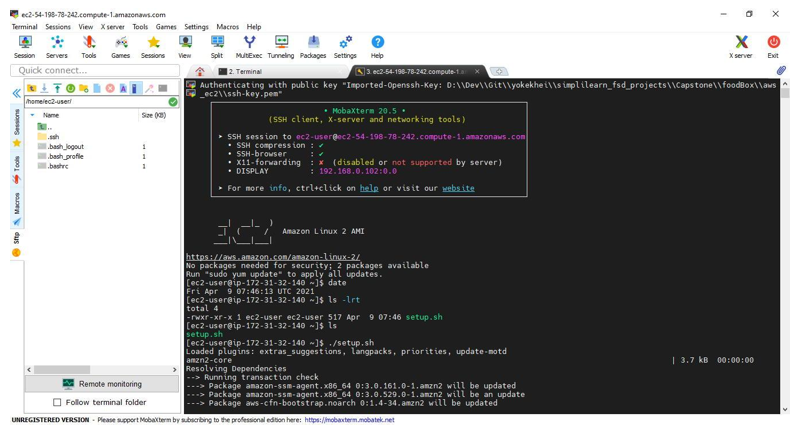 ec2-54-198-78-242.compute-1.amazonaws.com
Terminal Sessions View X server Tools Games Settings Macros Help
Session Servers Tools Games Sessions View Split MultiExec Tunneling Packages Settings Help X server Exit
Quick connect...
2. Terminal
3. ec2-54-198-78-242.compute-1.a
/home/ec2-user/
Name Size (KB)
..
.ssh
.bash_logout 1
.bash_profile 1
.bashrc 1
Sessions
Tools
Macros
Sftp
Remote monitoring
Follow terminal folder
Authenticating with public key "Imported-Openssh-Key: D:\\Dev\\Git\\yokekhei\\simplilearn_fsd_projects\\Capstone\\foodBox\\aws
_ec2\\ssh-key.pem"
• MobaXterm 20.5 •
(SSH client, X-server and networking tools)
➤ SSH session to ec2-user@ec2-54-198-78-242.compute-1.amazonaws.com
• SSH compression : ✔
• SSH-browser : ✔
• X11-forwarding : ✘ (disabled or not supported by server)
• DISPLAY : 192.168.0.102:0.0
➤ For more info, ctrl+click on help or visit our website
__| __|_ )
_| ( / Amazon Linux 2 AMI
___|\___|___|
https://aws.amazon.com/amazon-linux-2/
No packages needed for security; 2 packages available
Run "sudo yum update" to apply all updates.
[ec2-user@ip-172-31-32-140 ~]$ date
Fri Apr  9 07:46:13 UTC 2021
[ec2-user@ip-172-31-32-140 ~]$ ls -lrt
total 4
-rwxr-xr-x 1 ec2-user ec2-user 517 Apr  9 07:46 setup.sh
[ec2-user@ip-172-31-32-140 ~]$ ls
setup.sh
[ec2-user@ip-172-31-32-140 ~]$ ./setup.sh
Loaded plugins: extras_suggestions, langpacks, priorities, update-motd
amzn2-core | 3.7 kB  00:00:00
Resolving Dependencies
--> Running transaction check
---> Package amazon-ssm-agent.x86_64 0:3.0.161.0-1.amzn2 will be updated
---> Package amazon-ssm-agent.x86_64 0:3.0.529.0-1.amzn2 will be an update
---> Package aws-cfn-bootstrap.noarch 0:1.4-34.amzn2 will be updated
UNREGISTERED VERSION - Please support MobaXterm by subscribing to the professional edition here: https://mobaxterm.mobatek.net